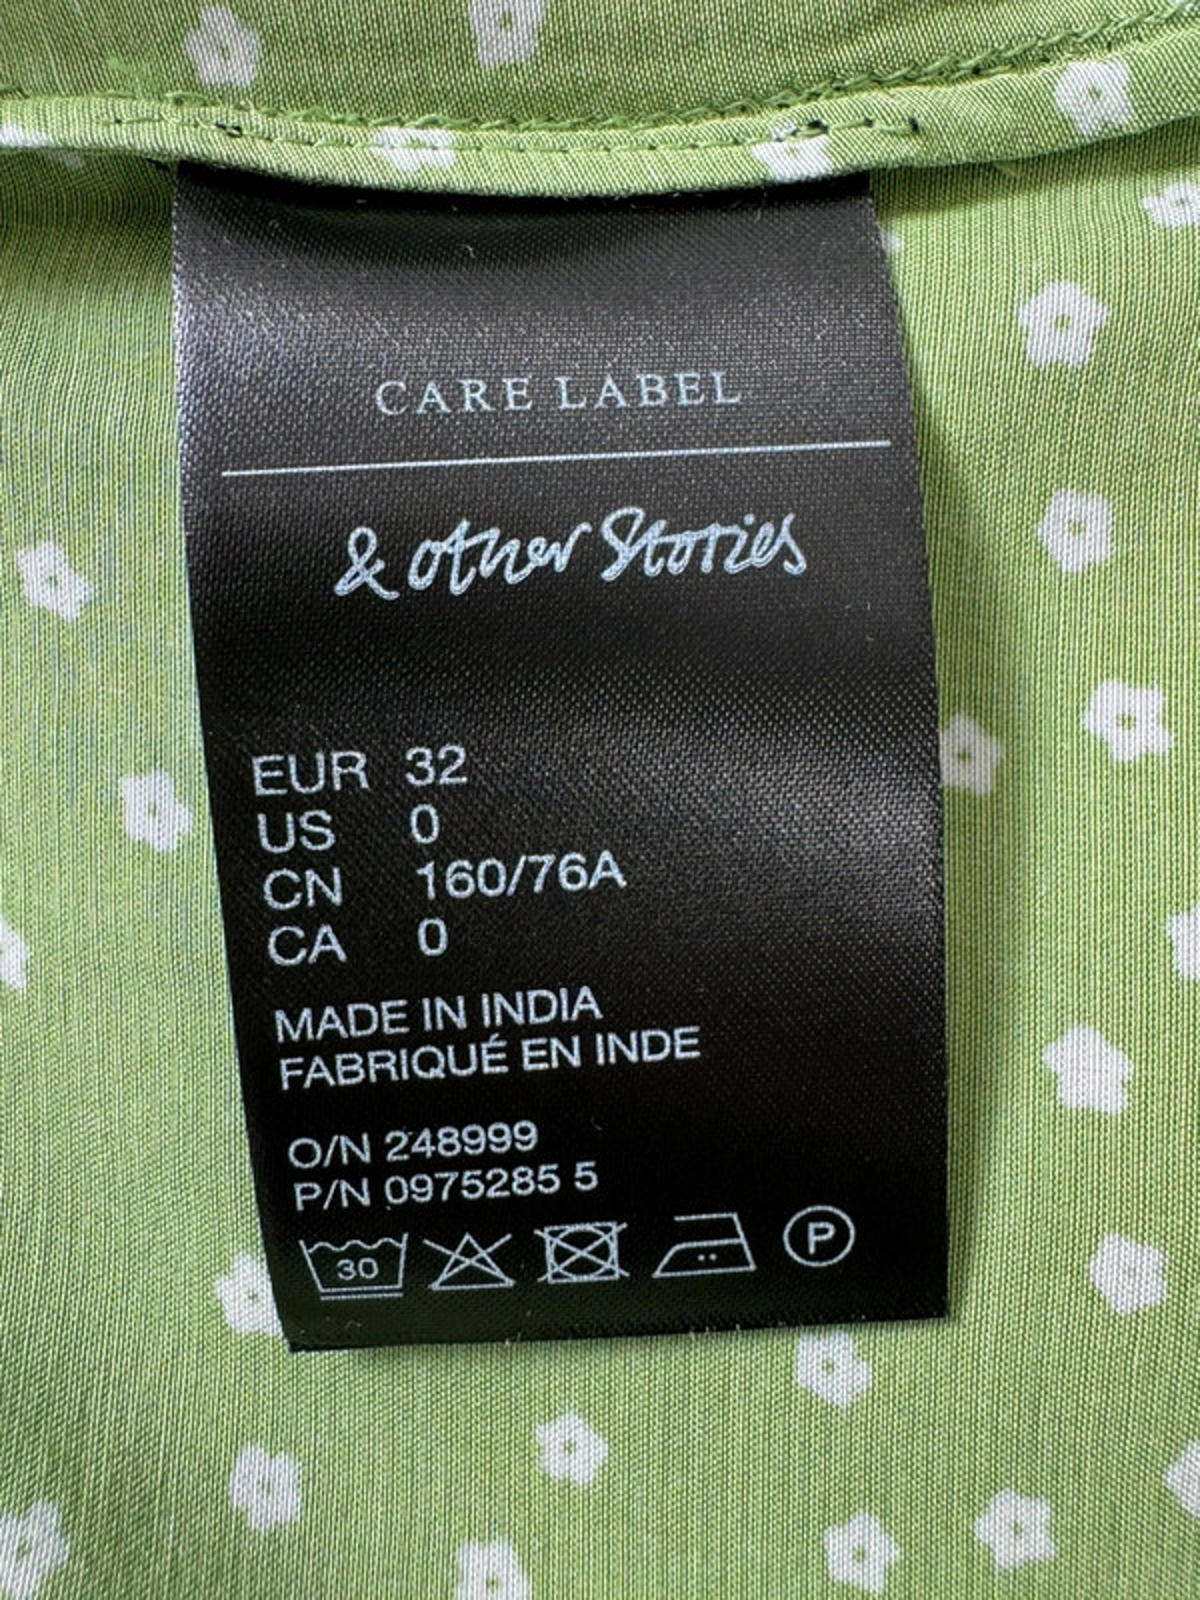 CARE LABEL
& other Stories
EUR 32
US 0
CN 160/76A
CA 0
MADE IN INDIA
FABRIQUÉ EN INDE
O/N 248999
P/N 0975285 5
30
P